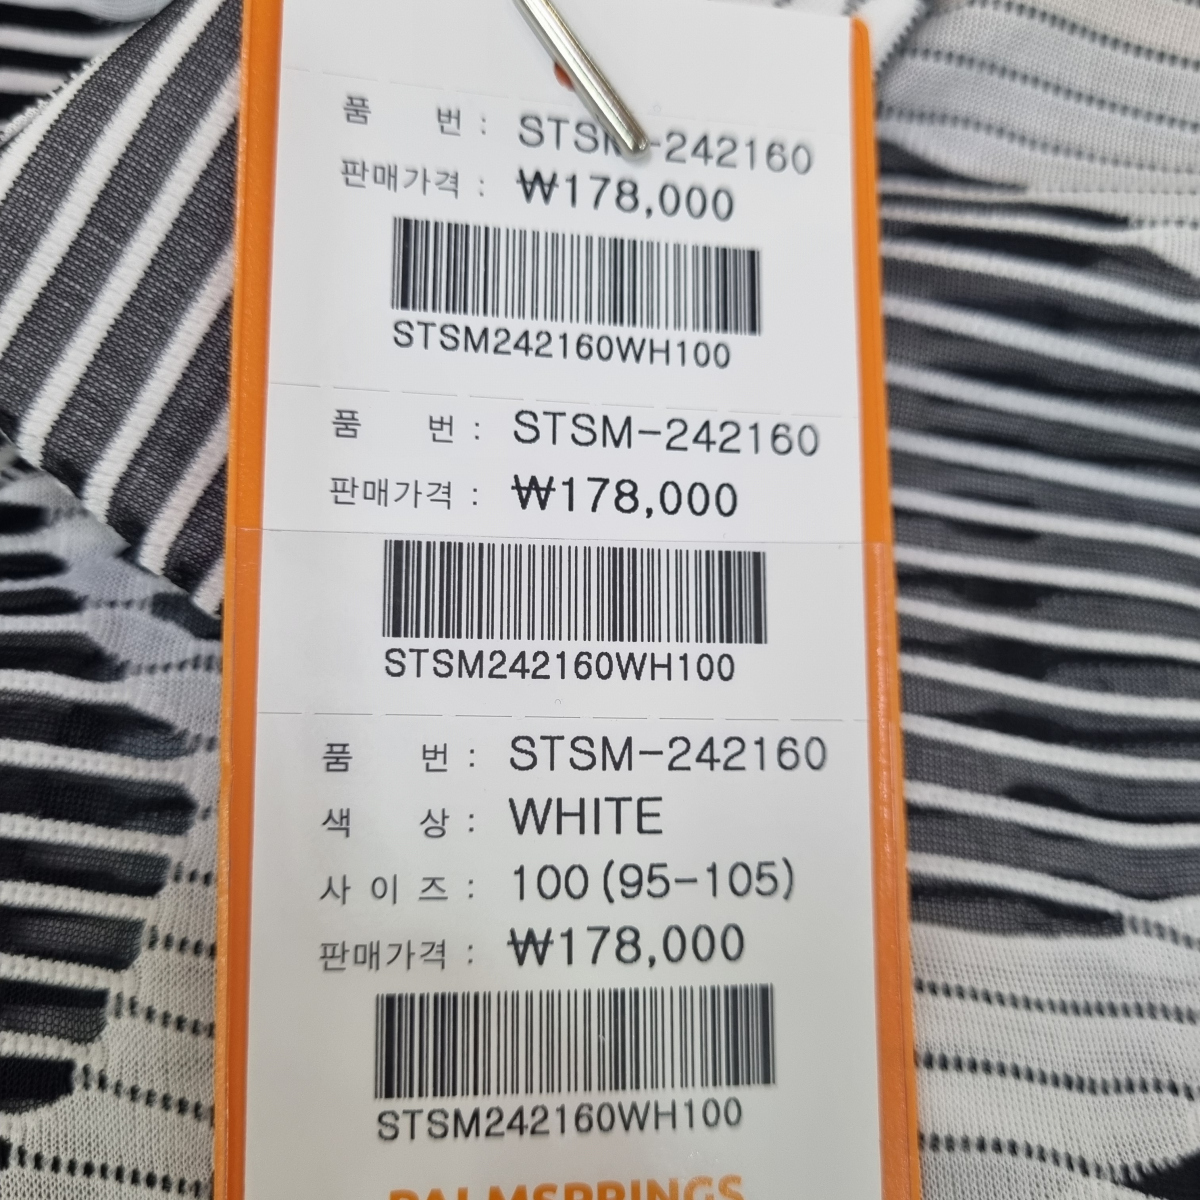 품 번 : STSM-242160
판매가격 : ₩178,000
STSM242160WH100
품 번 : STSM-242160
판매가격 : ₩178,000
STSM242160WH100
품 번 : STSM-242160
색 상 : WHITE
사 이 즈 : 100 (95-105)
판매가격 : ₩178,000
STSM242160WH100
PALMSPRINGS